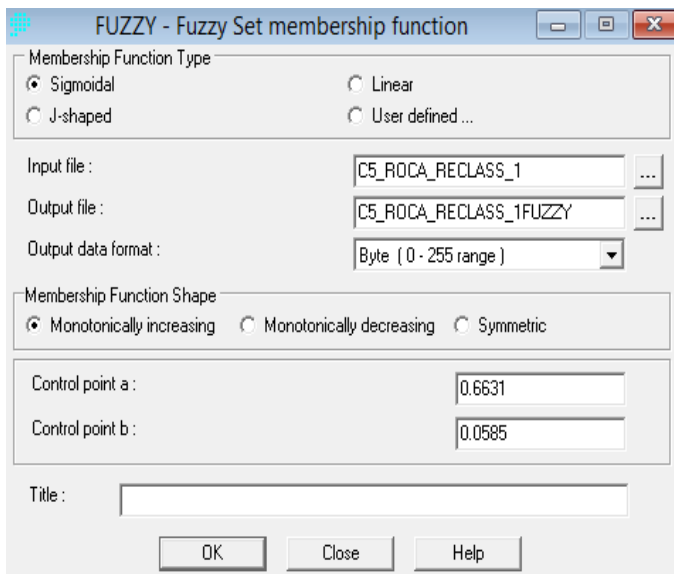 FUZZY - Fuzzy Set membership function
Membership Function Type
Sigmoidal
Linear
J-shaped
User defined ...
Input file :
C5_ROCA_RECLASS_1
...
Output file :
C5_ROCA_RECLASS_1FUZZY
...
Output data format :
Byte ( 0 - 255 range )
Membership Function Shape
Monotonically increasing
Monotonically decreasing
Symmetric
Control point a :
0.6631
Control point b :
0.0585
Title :
OK
Close
Help